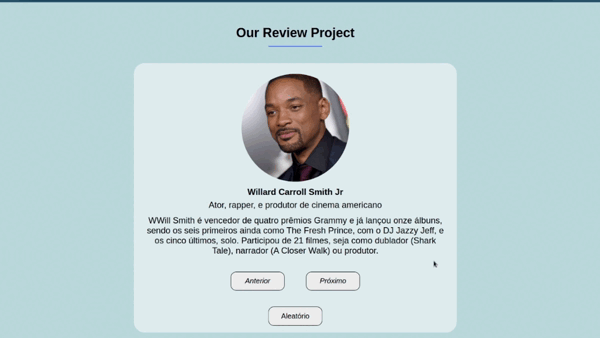 Our Review Project
Willard Carroll Smith Jr
Ator, rapper, e produtor de cinema americano
WWill Smith é vencedor de quatro prêmios Grammy e já lançou onze álbuns,
sendo os seis primeiros ainda como The Fresh Prince, com o DJ Jazzy Jeff, e
os cinco últimos, solo. Participou de 21 filmes, seja como dublador (Shark
Tale), narrador (A Closer Walk) ou produtor.
Anterior
Próximo
Aleatório